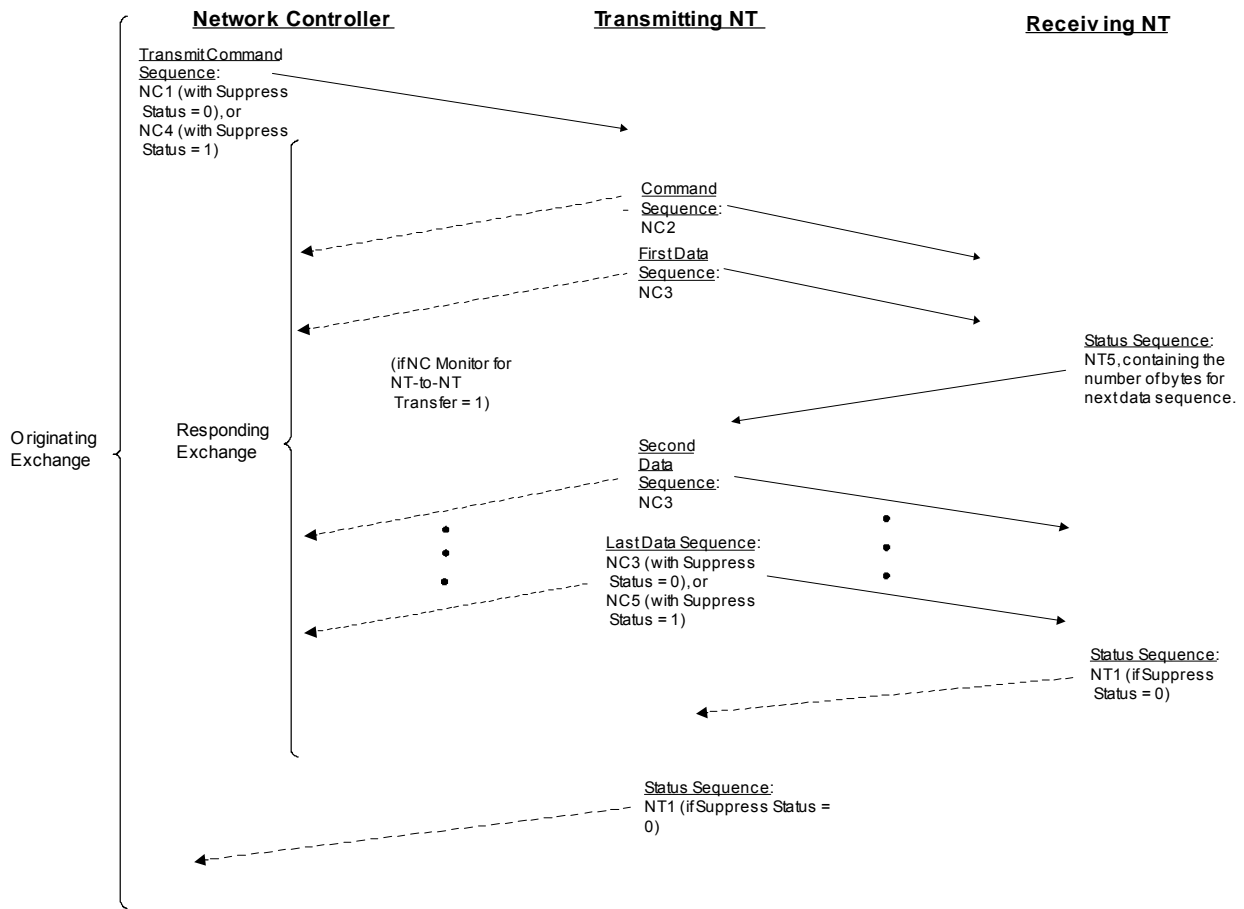 Network Controller
Transmitting NT
Receiving NT
Transmit Command
Sequence:
NC1 (with Suppress
Status = 0), or
NC4 (with Suppress
Status = 1)
Command
Sequence:
NC2
First Data
Sequence:
NC3
Status Sequence:
NT5, containing the
number of bytes for
next data sequence.
(if NC Monitor for
NT-to-NT
Transfer = 1)
Originating
Exchange
Responding
Exchange
Second
Data
Sequence:
NC3
Last Data Sequence:
NC3 (with Suppress
Status = 0), or
NC5 (with Suppress
Status = 1)
Status Sequence:
NT1 (if Suppress
Status = 0)
Status Sequence:
NT1 (if Suppress Status =
0)